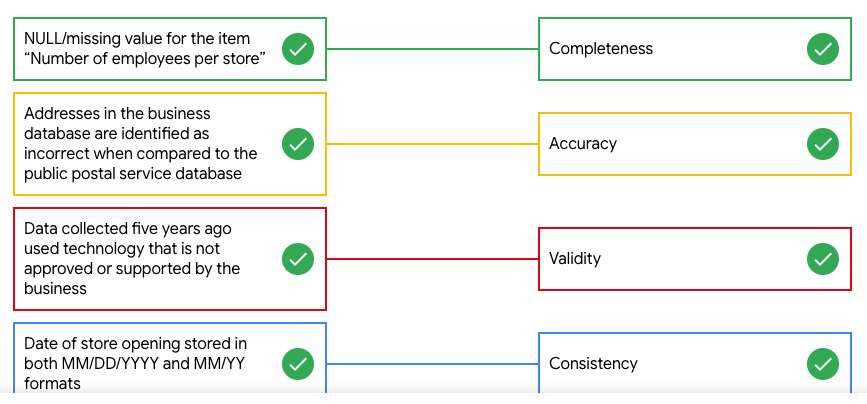 NULL/missing value for the item
“Number of employees per store”
Completeness
Addresses in the business
database are identified as
incorrect when compared to the
public postal service database
Accuracy
Data collected five years ago
used technology that is not
approved or supported by the
business
Validity
Date of store opening stored in
both MM/DD/YYYY and MM/YY
formats
Consistency